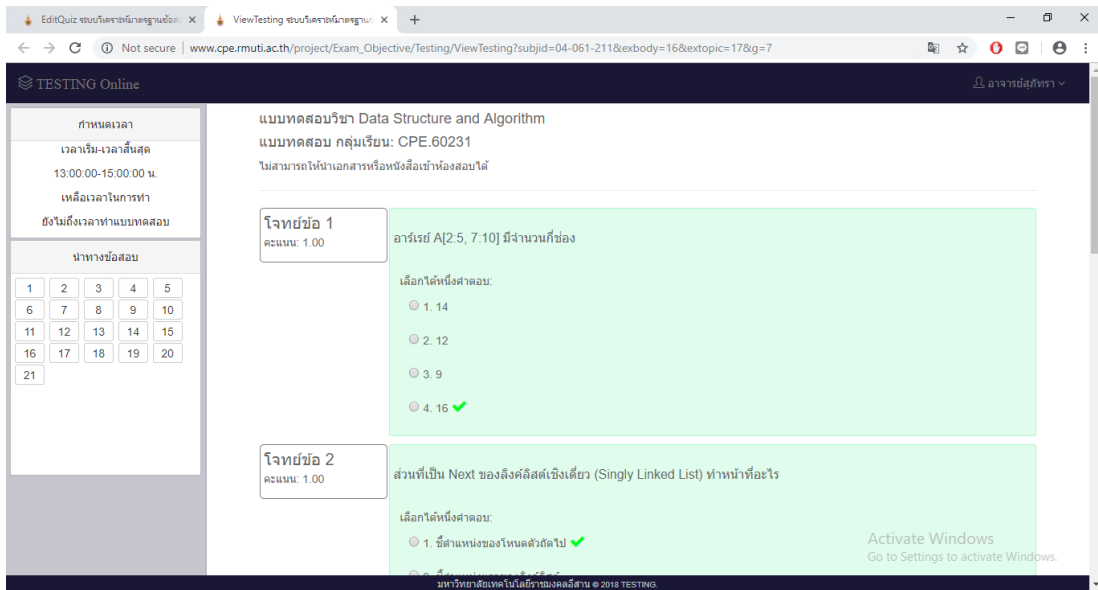 EditQuiz ระบบวิเคราะห์มาตรฐานข้อส
ViewTesting ระบบวิเคราะห์มาตรฐาน
Not secure | www.cpe.rmuti.ac.th/project/Exam_Objective/Testing/ViewTesting?subjid=04-061-211&exbody=16&extopic=17&g=7
TESTING Online
อาจารย์สุภัทรา
กำหนดเวลา
เวลาเริ่ม-เวลาสิ้นสุด
13:00:00-15:00:00 น.
เหลือเวลาในการทำ
ยังไม่ถึงเวลาทำแบบทดสอบ
นำทางข้อสอบ
1 2 3 4 5
6 7 8 9 10
11 12 13 14 15
16 17 18 19 20
21
แบบทดสอบวิชา Data Structure and Algorithm
แบบทดสอบ กลุ่มเรียน: CPE.60231
ไม่สามารถให้นำเอกสารหรือหนังสือเข้าห้องสอบได้
โจทย์ข้อ 1
คะแนน: 1.00
อาร์เรย์ A[2:5, 7:10] มีจำนวนกี่ช่อง
เลือกได้หนึ่งคำตอบ:
1. 14
2. 12
3. 9
4. 16
โจทย์ข้อ 2
คะแนน: 1.00
ส่วนที่เป็น Next ของลิงค์ลิสต์เชิงเดี่ยว (Singly Linked List) ทำหน้าที่อะไร
เลือกได้หนึ่งคำตอบ:
1. ชี้ตำแหน่งของโหนดตัวถัดไป
Activate Windows
Go to Settings to activate Windows.
มหาวิทยาลัยเทคโนโลยีราชมงคลอีสาน © 2018 TESTING.